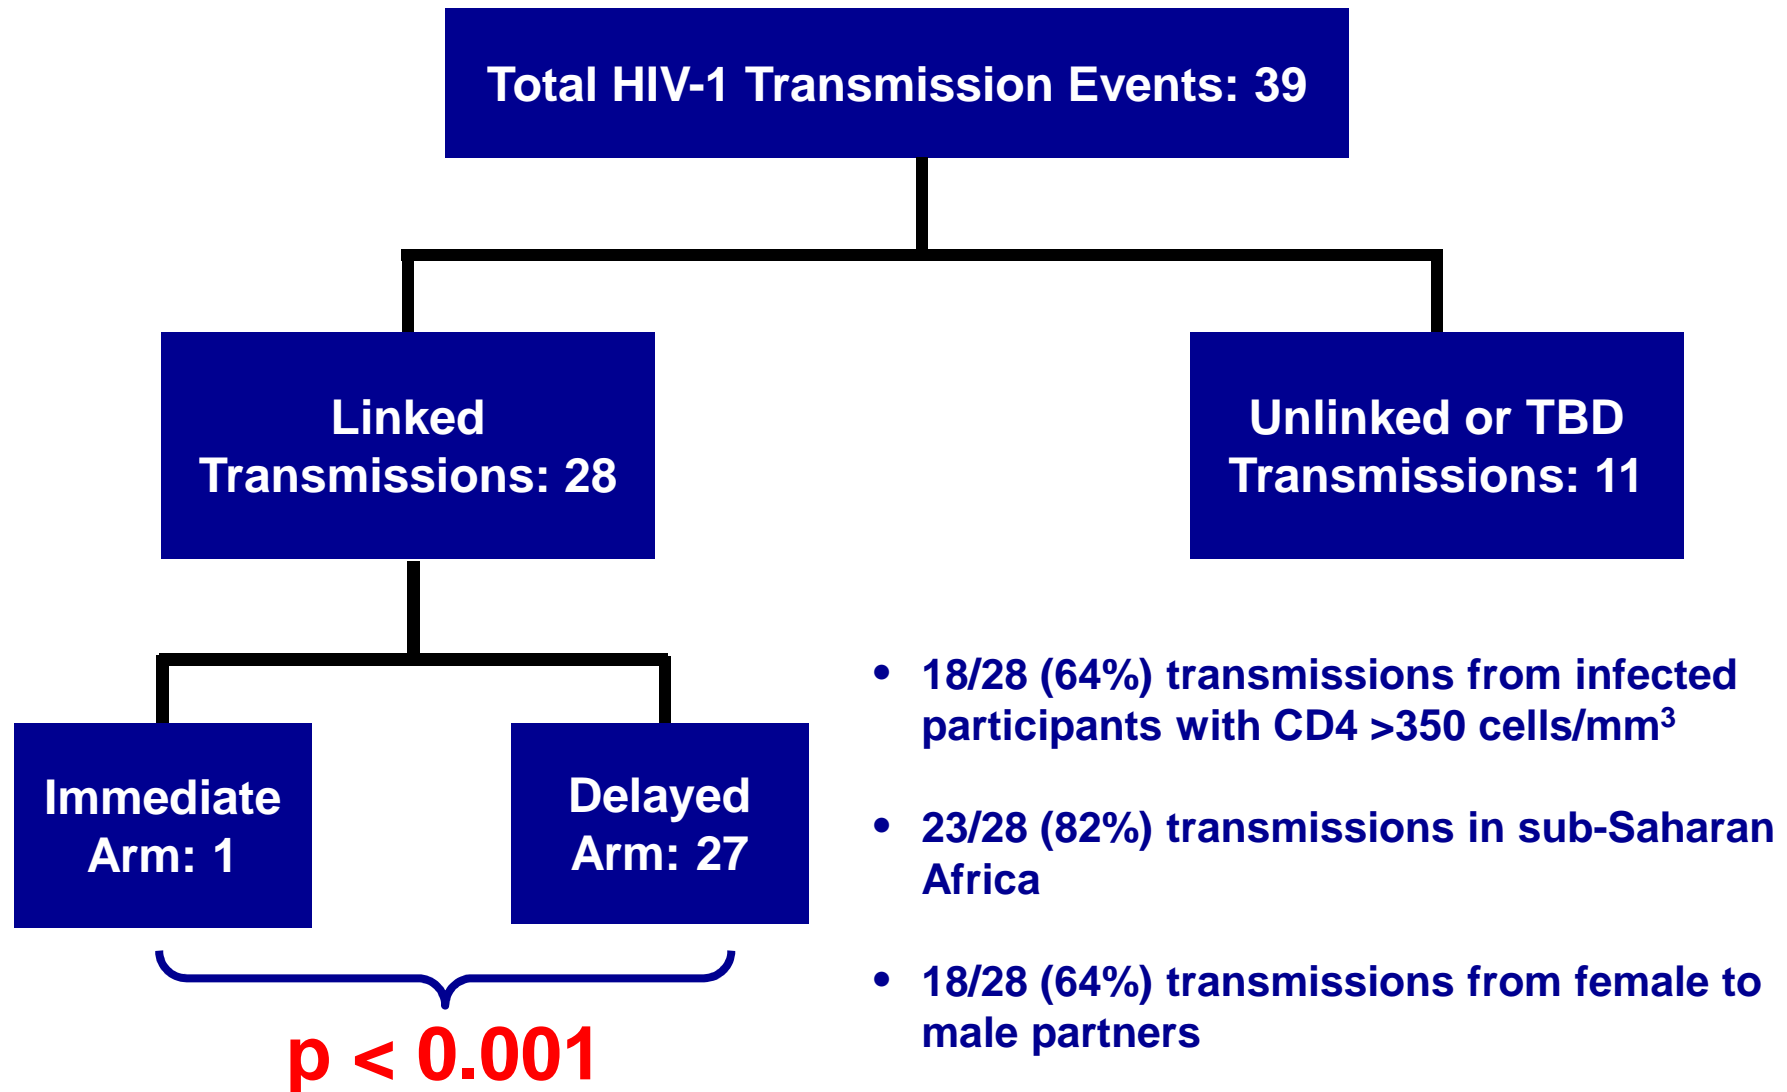 Total HIV-1 Transmission Events: 39
Linked
Transmissions: 28
Unlinked or TBD
Transmissions: 11
Immediate
Arm: 1
Delayed
Arm: 27
p < 0.001
• 18/28 (64%) transmissions from infected
participants with CD4 >350 cells/mm³
• 23/28 (82%) transmissions in sub-Saharan
Africa
• 18/28 (64%) transmissions from female to
male partners